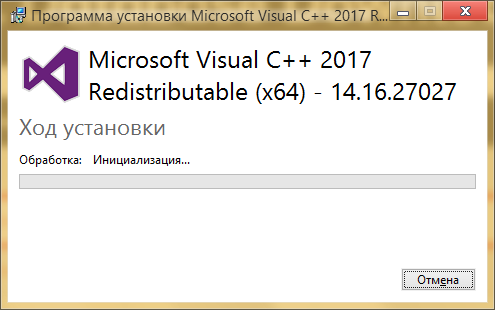 Программа установки Microsoft Visual C++ 2017 R...
Microsoft Visual C++ 2017
Redistributable (x64) - 14.16.27027
Ход установки
Обработка: Инициализация...
Отмена